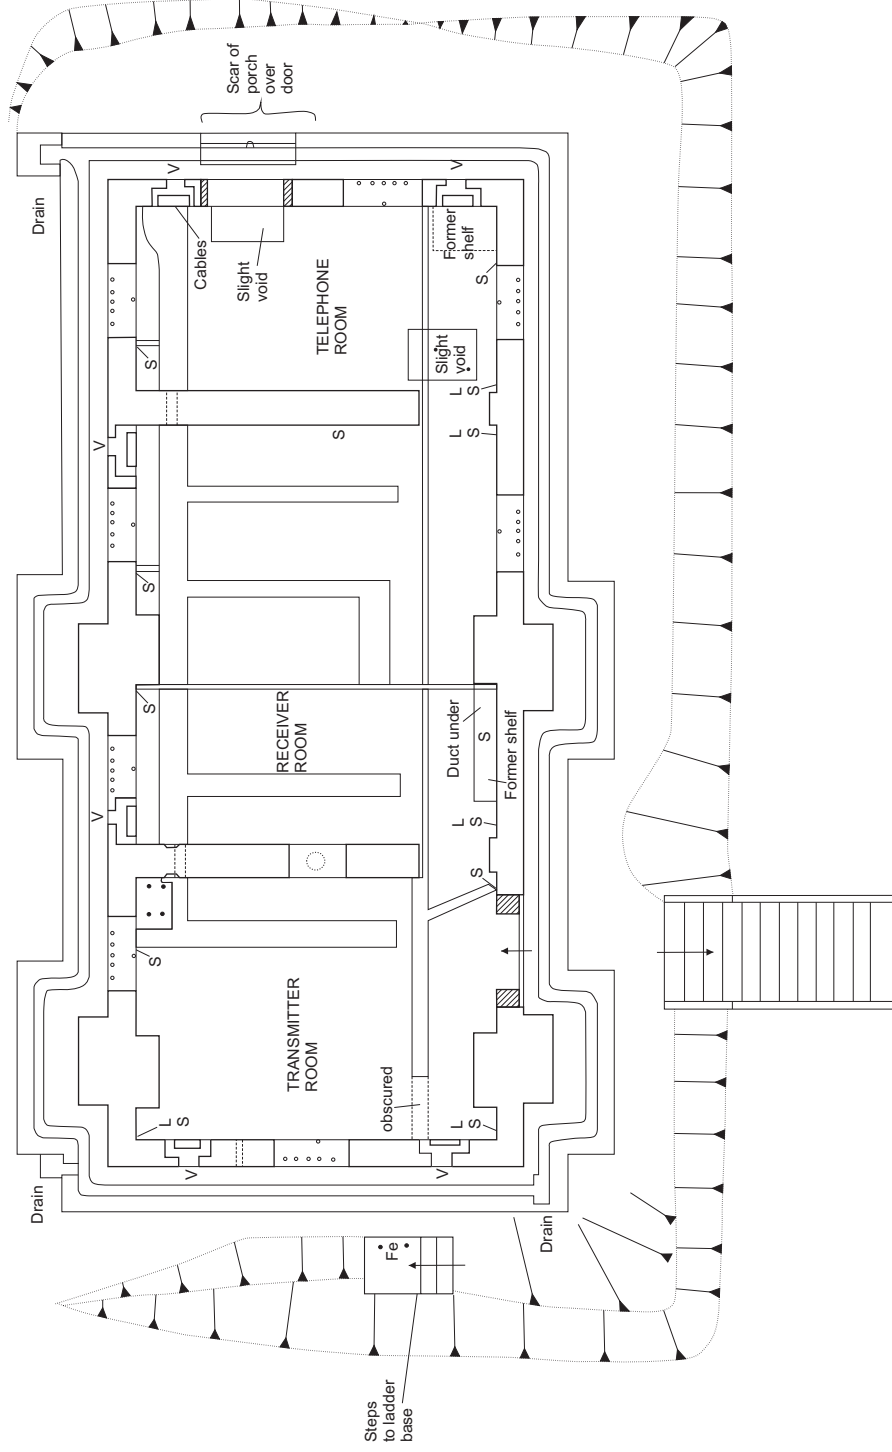 Scar of
porch
over
door
Drain
V
V
Cables
Slight
void
Former
shelf
S
TELEPHONE
ROOM
Slight
void
S
L
S
L
S
V
S
S
S
RECEIVER
ROOM
Duct under
S
Former shelf
V
L
S
S
S
TRANSMITTER
ROOM
obscured
L
S
L
S
V
V
Drain
Drain
Fe
Steps
to ladder
base